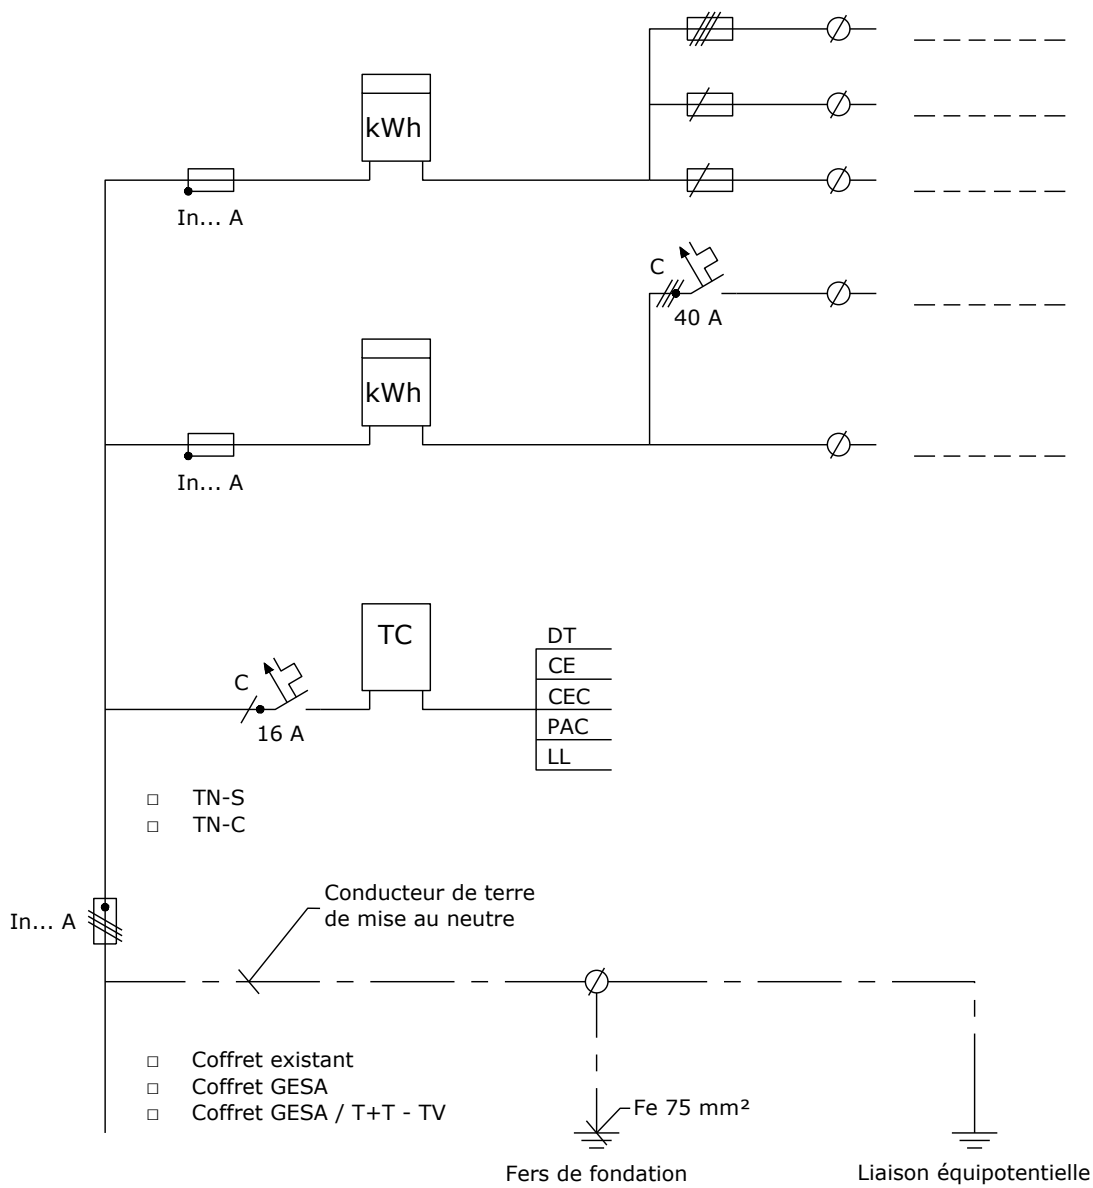 kWh
In... A
C
40 A
kWh
In... A
TC
DT
CE
C
CEC
16 A
PAC
LL
TN-S
TN-C
Conducteur de terre
de mise au neutre
In... A
Coffret existant
Coffret GESA
Coffret GESA / T+T - TV
Fe 75 mm²
Fers de fondation
Liaison équipotentielle